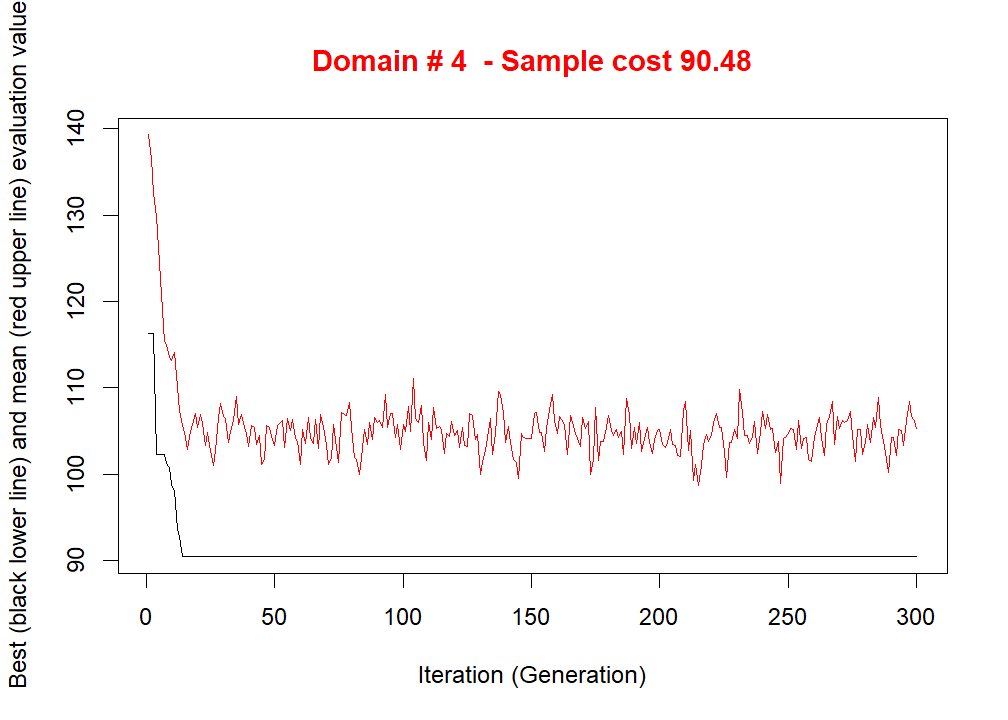 Domain # 4  - Sample cost 90.48
Best (black lower line) and mean (red upper line) evaluation value
140
130
120
110
100
90
0 50 100 150 200 250 300
Iteration (Generation)